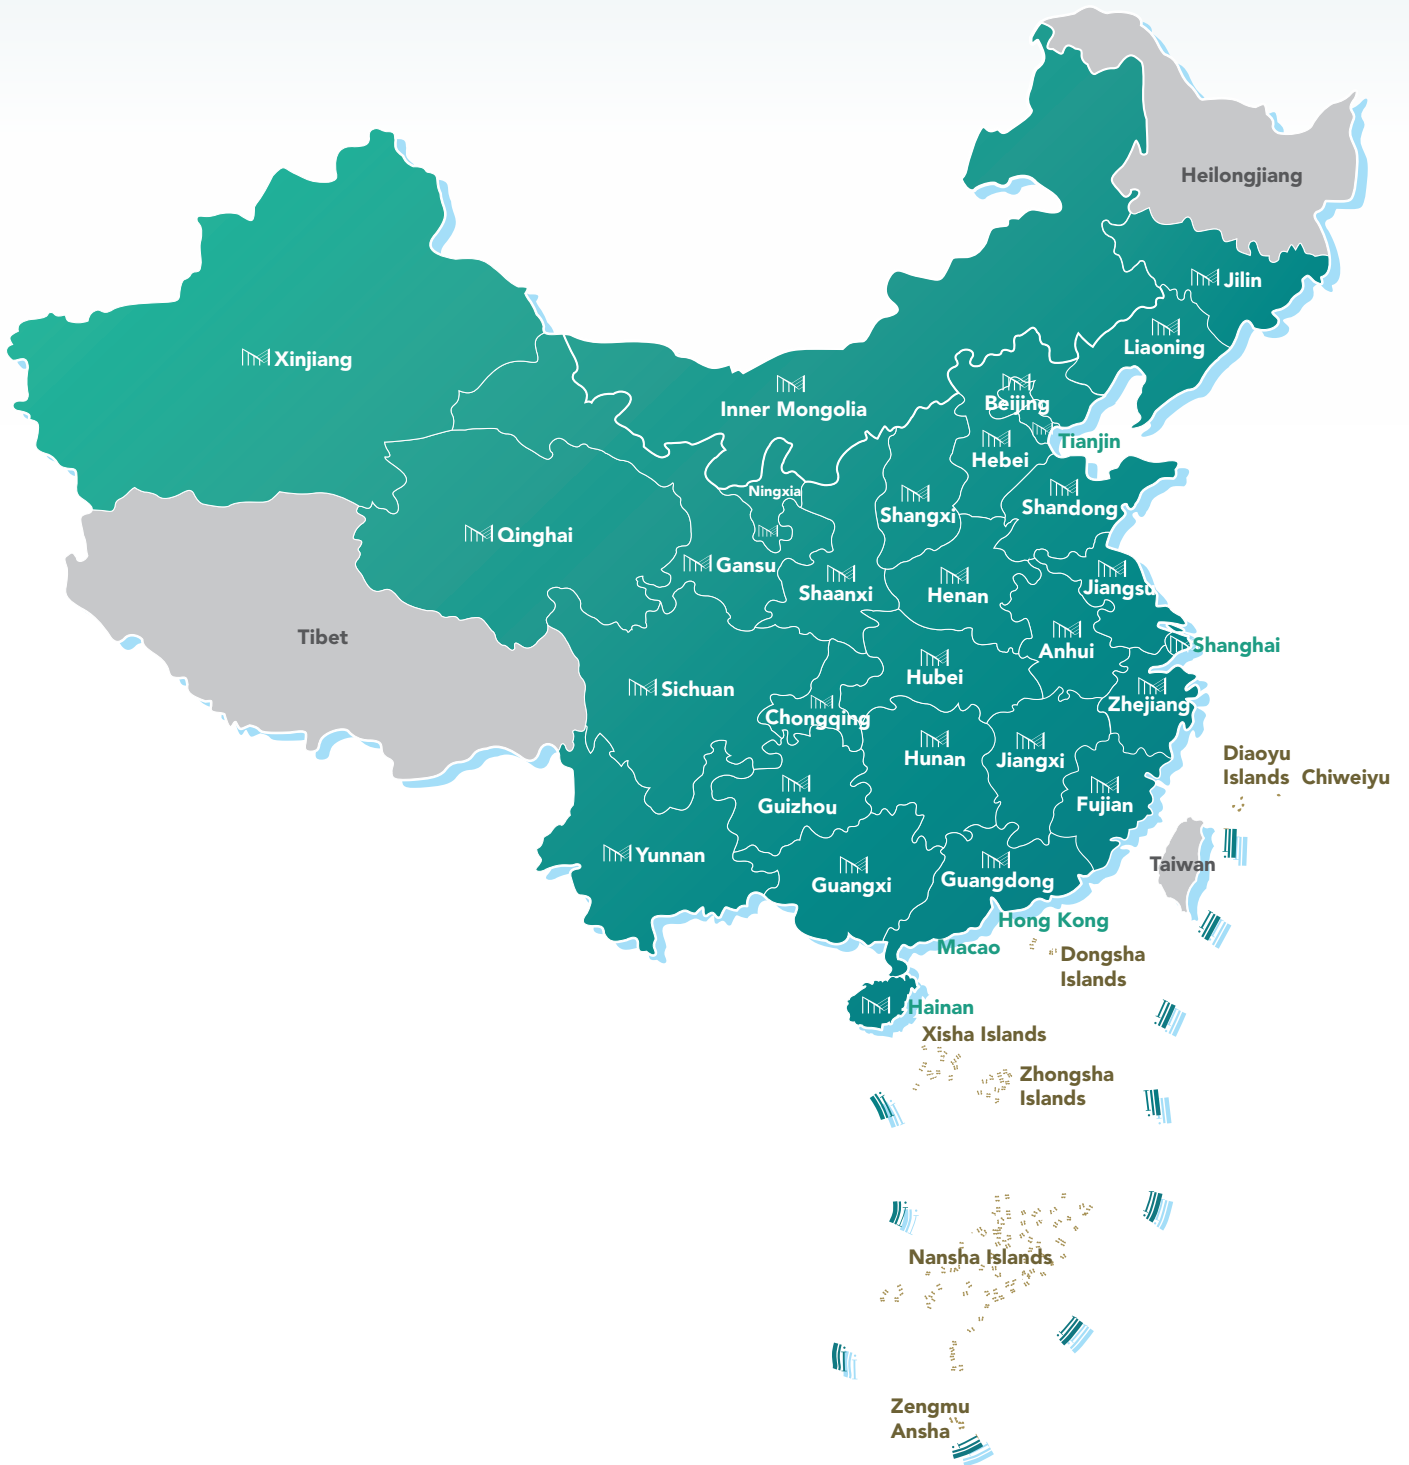 Heilongjiang
Jilin
Liaoning
Xinjiang
Inner Mongolia
Beijing
Tianjin
Hebei
Ningxia
Shangxi
Shandong
Qinghai
Gansu
Shaanxi
Henan
Jiangsu
Tibet
Anhui
Shanghai
Hubei
Sichuan
Zhejiang
Chongqing
Hunan
Jiangxi
Diaoyu
Islands
Chiweiyu
Guizhou
Fujian
Yunnan
Taiwan
Guangxi
Guangdong
Hong Kong
Macao
Dongsha
Islands
Hainan
Xisha Islands
Zhongsha
Islands
Nansha Islands
Zengmu
Ansha